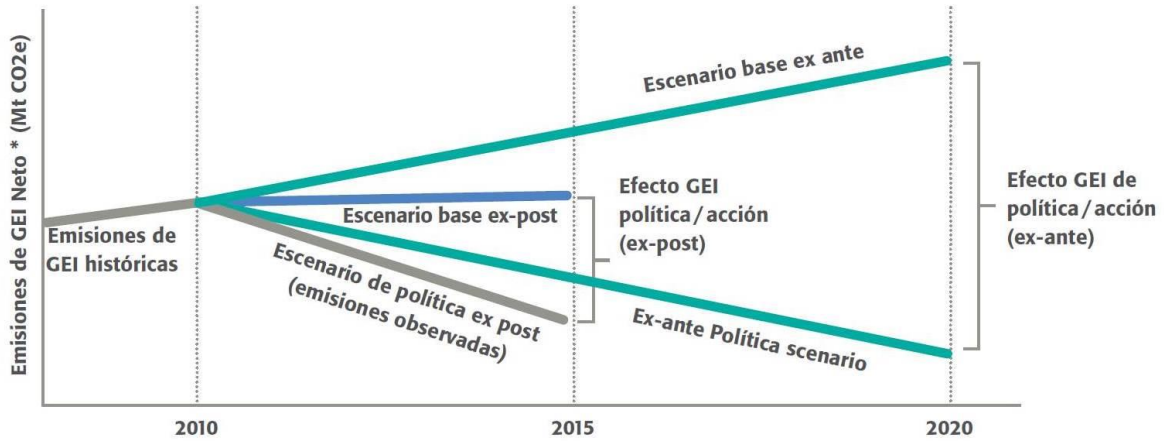 Emisiones de GEI Neto * (Mt CO2e)
Escenario base ex ante
Efecto GEI
política/acción
(ex-post)
Efecto GEI de
política/acción
(ex-ante)
Escenario base ex-post
Emisiones de
GEI históricas
Escenario de política ex post
(emisiones observadas)
Ex-ante Política scenario
2010
2015
2020